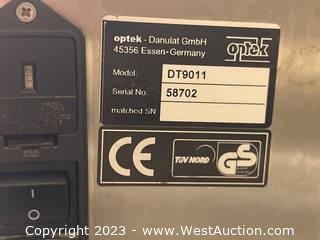 optek - Danulat GmbH
45356 Essen · Germany
optek
Model: DT9011
Serial No. 58702
matched SN
CE
TÜV NORD
GS
Copyright - 2023 - www.WestAuction.com